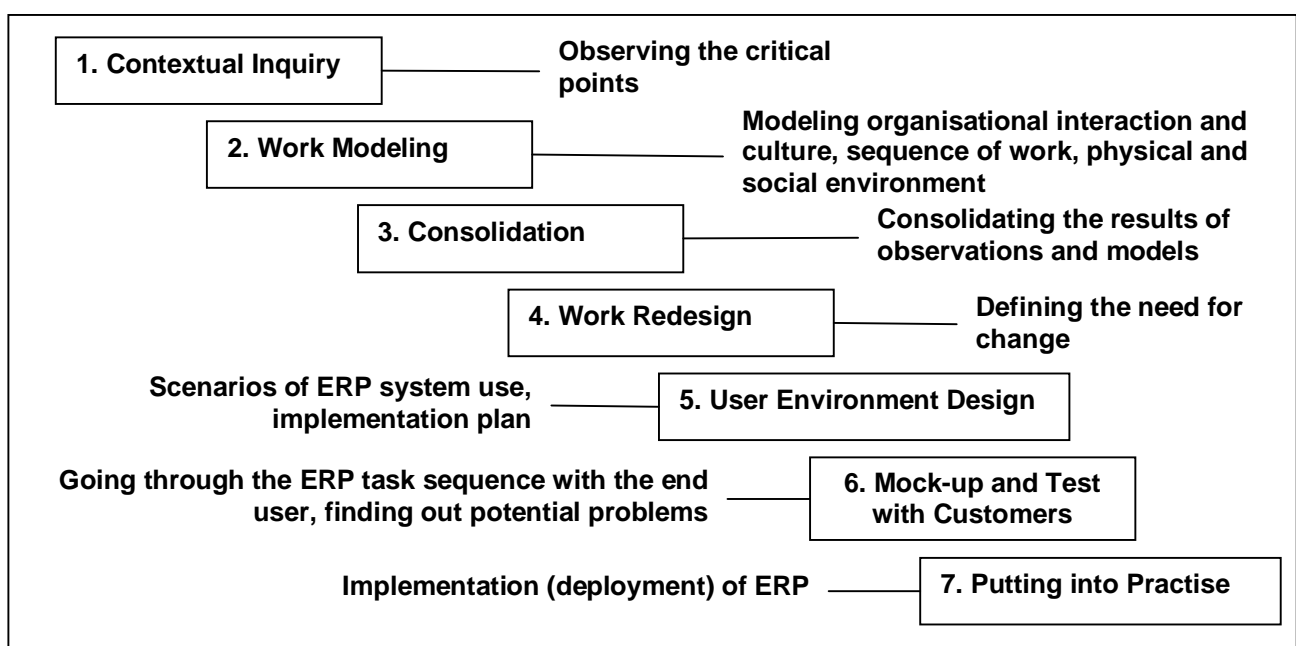 1. Contextual Inquiry
Observing the critical
points
2. Work Modeling
Modeling organisational interaction and
culture, sequence of work, physical and
social environment
3. Consolidation
Consolidating the results of
observations and models
4. Work Redesign
Defining the need for
change
Scenarios of ERP system use,
implementation plan
5. User Environment Design
Going through the ERP task sequence with the end
user, finding out potential problems
6. Mock-up and Test
with Customers
Implementation (deployment) of ERP
7. Putting into Practise